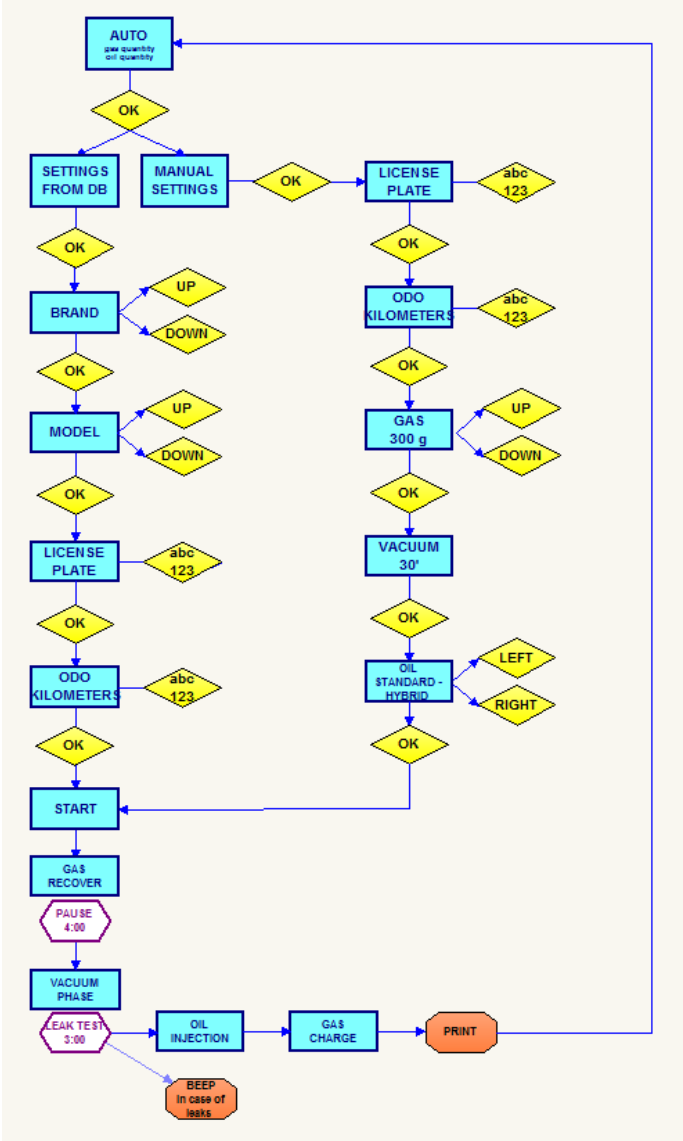 AUTO
gas quantity
oil quantity
OK
SETTINGS
FROM DB
MANUAL
SETTINGS
OK
LICENSE
PLATE
abc
123
OK
OK
BRAND
UP
DOWN
ODO
KILOMETERS
abc
123
OK
OK
MODEL
UP
DOWN
GAS
300 g
UP
DOWN
OK
OK
LICENSE
PLATE
abc
123
VACUUM
30'
OK
OK
ODO
KILOMETERS
abc
123
OIL
STANDARD -
HYBRID
LEFT
RIGHT
OK
OK
START
GAS
RECOVER
PAUSE
4:00
VACUUM
PHASE
LEAK TEST
3:00
OIL
INJECTION
GAS
CHARGE
PRINT
BEEP
in case of
leaks